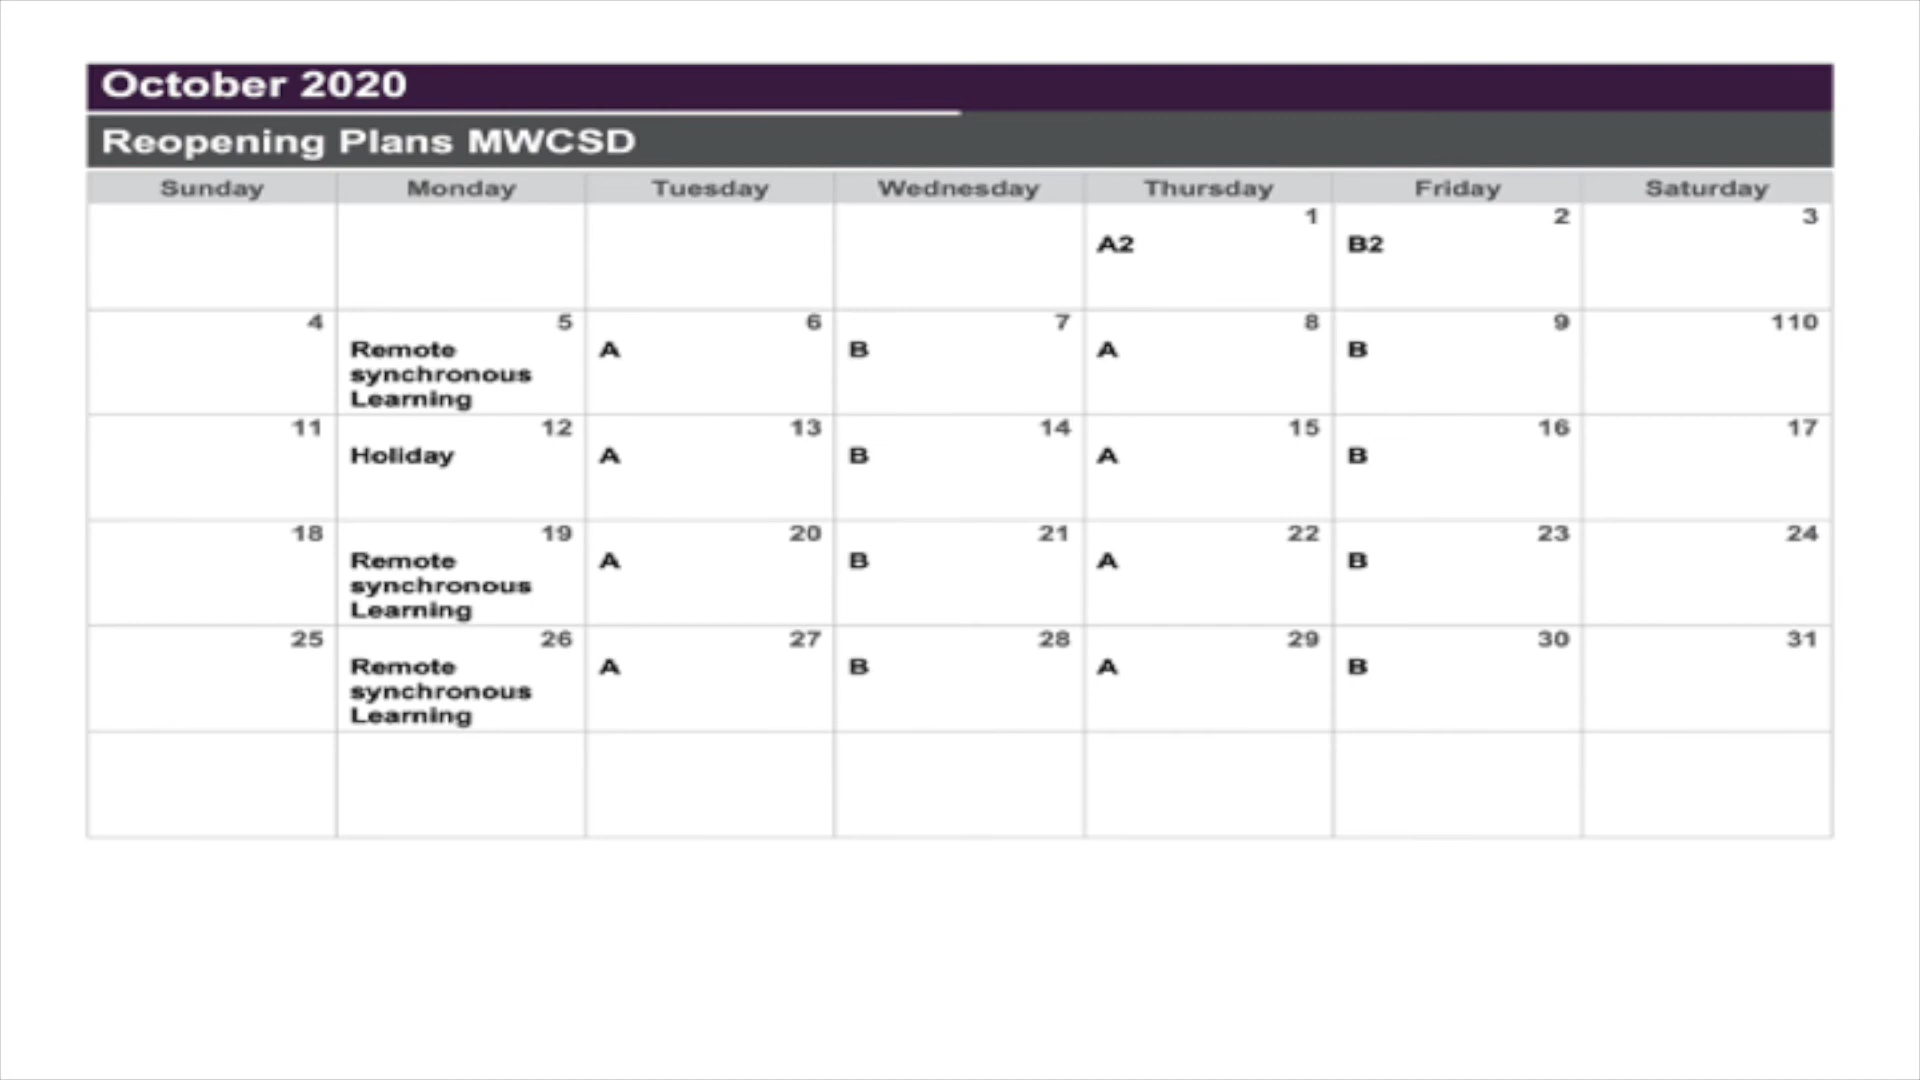 October 2020
Reopening Plans MWCSD
Sunday Monday Tuesday Wednesday Thursday Friday Saturday
1 2 3
A2 B2
4 5 6 7 8 9 110
Remote A B A B
synchronous
Learning
11 12 13 14 15 16 17
Holiday A B A B
18 19 20 21 22 23 24
Remote A B A B
synchronous
Learning
25 26 27 28 29 30 31
Remote A B A B
synchronous
Learning